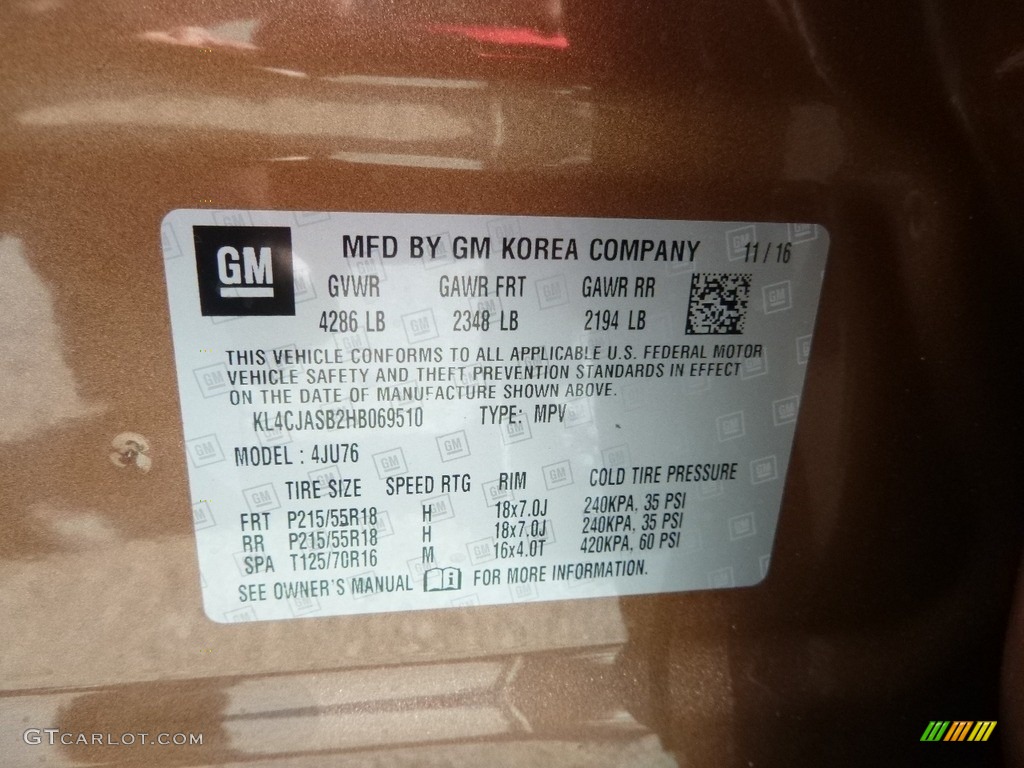 GM
MFD BY GM KOREA COMPANY 11 / 16
GVWR GAWR FRT GAWR RR
4286 LB 2348 LB 2194 LB
THIS VEHICLE CONFORMS TO ALL APPLICABLE U.S. FEDERAL MOTOR
VEHICLE SAFETY AND THEFT PREVENTION STANDARDS IN EFFECT
ON THE DATE OF MANUFACTURE SHOWN ABOVE.
KL4CJASB2HB069510 TYPE: MPV
MODEL : 4JU76
TIRE SIZE SPEED RTG RIM COLD TIRE PRESSURE
FRT P215/55R18 H 18x7.0J 240KPA, 35 PSI
RR P215/55R18 H 18x7.0J 240KPA, 35 PSI
SPA T125/70R16 M 16x4.0T 420KPA, 60 PSI
SEE OWNER'S MANUAL FOR MORE INFORMATION.
GTCARLOT.COM